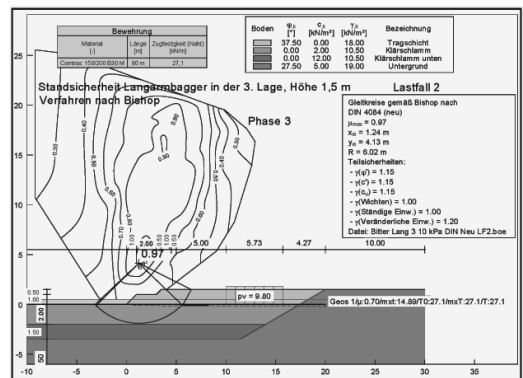 Bewehrung
Material [-] Länge [m] Zugfestigkeit (Naht) [kN/m]
Comtrac 150/200 B30 M 80 m 27,1
Boden φ,k [°] c,k [kN/m²] γ,k [kN/m³] Bezeichnung
37.50 0.00 18.00 Tragschicht
0.00 2.00 10.50 Klärschlamm
0.00 12.00 10.50 Klärschlamm unten
27.50 5.00 19.00 Untergrund
Standsicherheit Langarmbagger in der 3. Lage, Höhe 1,5 m
Lastfall 2
Verfahren nach Bishop
Phase 3
Gleitkreise gemäß Bishop nach
DIN 4084 (neu)
μmax = 0.97
xm = 1.24 m
ym = 4.13 m
R = 6.02 m
Teilsicherheiten:
- γ(φ') = 1.15
- γ(c') = 1.15
- γ(cu) = 1.15
- γ(Wichten) = 1.00
- γ(Ständige Einw.) = 1.00
- γ(Veränderliche Einw.) = 1.20
Datei: Bitter Lang 3 10 kPa DIN Neu LF2.boe
2.00 5.00 5.73 4.27 10.00
0.97
pv = 9.80
Geos 1/μ:0.70/mxt:14.89/T0:27.1/mxT:27.1/T:27.1
0.50
1.00
2.00
1.50
50
25
20
15
10
5
0
-5
-10 -5 0 5 10 15 20 25 30 35